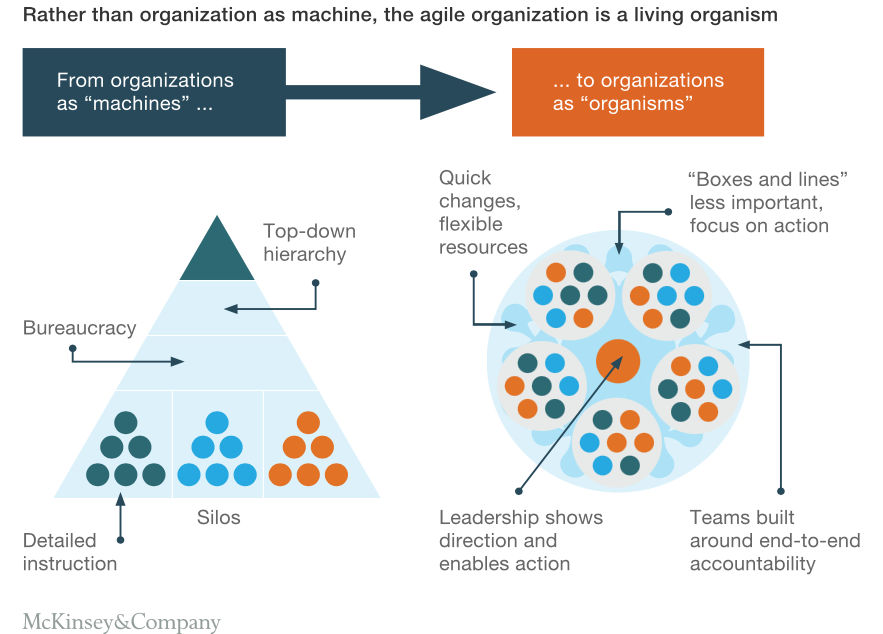 Rather than organization as machine, the agile organization is a living organism
From organizations
as “machines” ...
... to organizations
as “organisms”
Top-down
hierarchy
Bureaucracy
Silos
Detailed
instruction
Quick
changes,
flexible
resources
“Boxes and lines”
less important,
focus on action
Leadership shows
direction and
enables action
Teams built
around end-to-end
accountability
McKinsey&Company